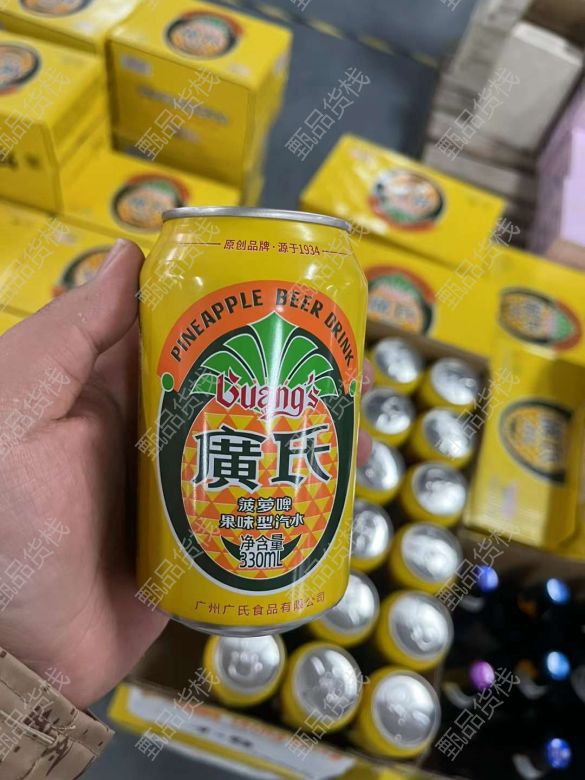 原创品牌·源于1934
PINEAPPLE BEER DRINK
Guang's
廣氏
菠萝啤
果味型汽水
净含量
330mL
广州广氏食品有限公司
甄品货栈